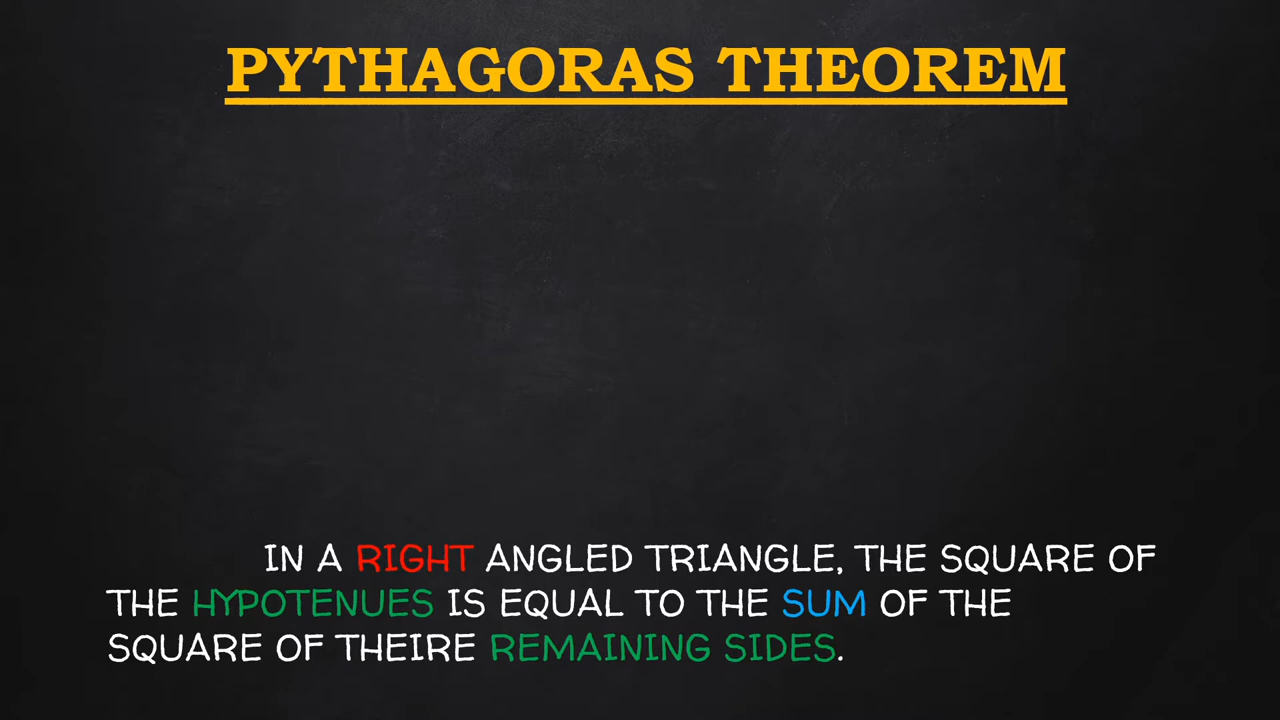 PYTHAGORAS THEOREM
IN A RIGHT ANGLED TRIANGLE, THE SQUARE OF
THE HYPOTENUES IS EQUAL TO THE SUM OF THE
SQUARE OF THEIRE REMAINING SIDES.